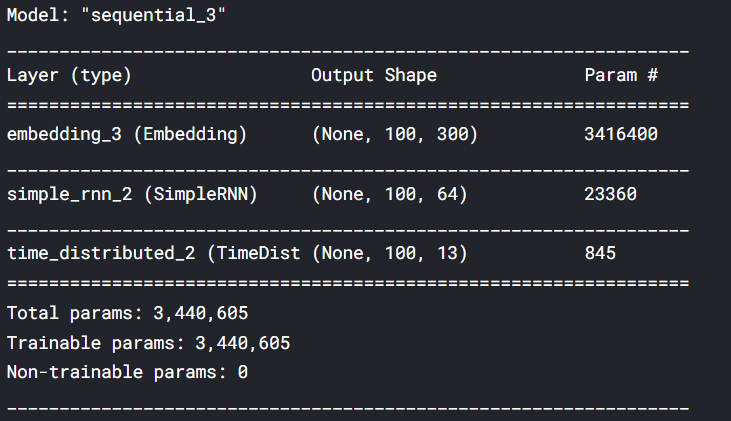 Model: "sequential_3"
_________________________________________________________________
Layer (type)                 Output Shape              Param #
=================================================================
embedding_3 (Embedding)      (None, 100, 300)          3416400
_________________________________________________________________
simple_rnn_2 (SimpleRNN)     (None, 100, 64)           23360
_________________________________________________________________
time_distributed_2 (TimeDist (None, 100, 13)           845
=================================================================
Total params: 3,440,605
Trainable params: 3,440,605
Non-trainable params: 0
_________________________________________________________________